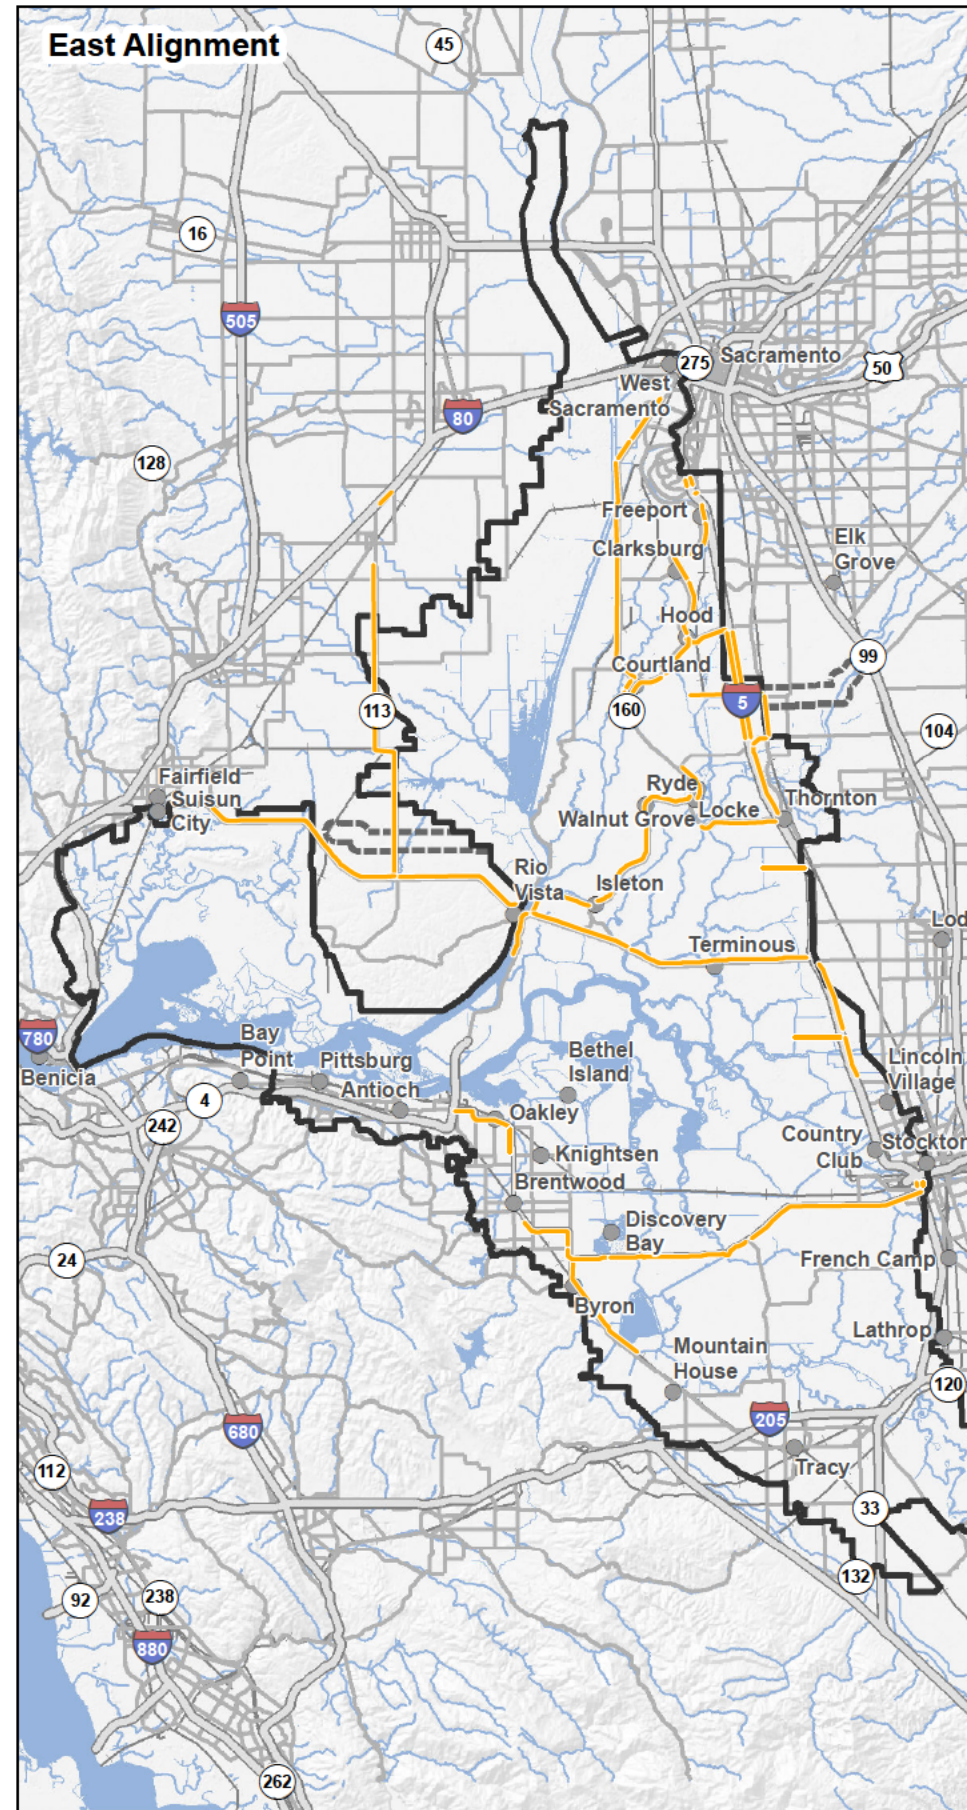 East Alignment
45
16
505
275
Sacramento
50
West
Sacramento
80
128
Freeport
Clarksburg
Elk
Grove
Hood
Courtland
99
5
160
113
104
Fairfield
Suisun
City
Ryde
Walnut Grove
Locke
Thornton
Rio
Vista
Isleton
Lod
Terminous
780
Benicia
Bay
Point
Pittsburg
Antioch
Bethel
Island
Lincoln
Village
4
242
Oakley
Country
Club
Stockton
Knightsen
Brentwood
Discovery
Bay
24
French Camp
Byron
Lathrop
Mountain
House
120
205
680
Tracy
112
238
33
132
92
238
880
262